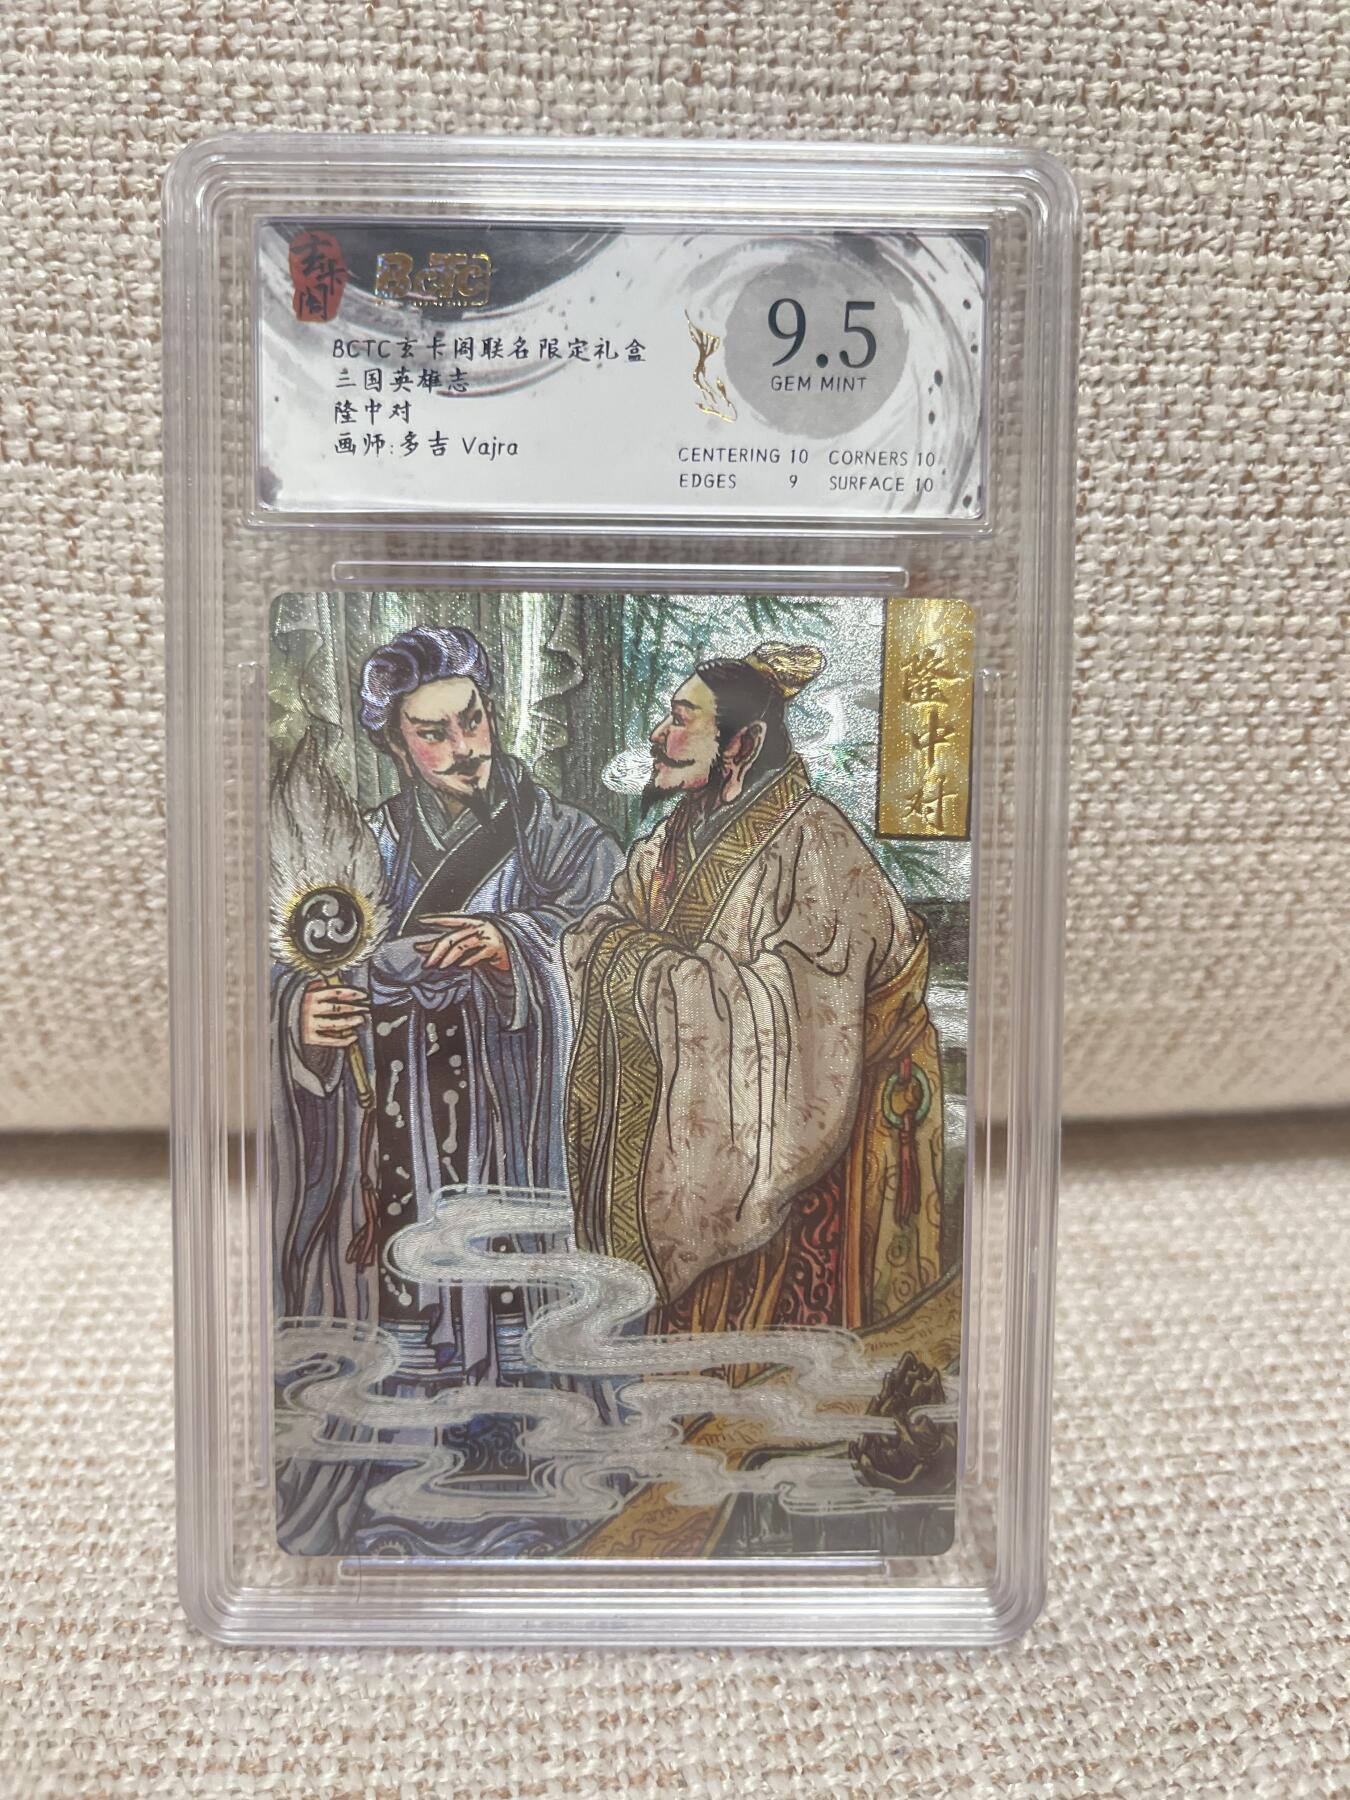 玄卡阁
BCTC
BCTC玄卡阁联名限定礼盒
三国英雄志
隆中对
画师:多吉 Vajra
9.5
GEM MINT
CENTERING 10 CORNERS 10
EDGES 9 SURFACE 10
隆中对